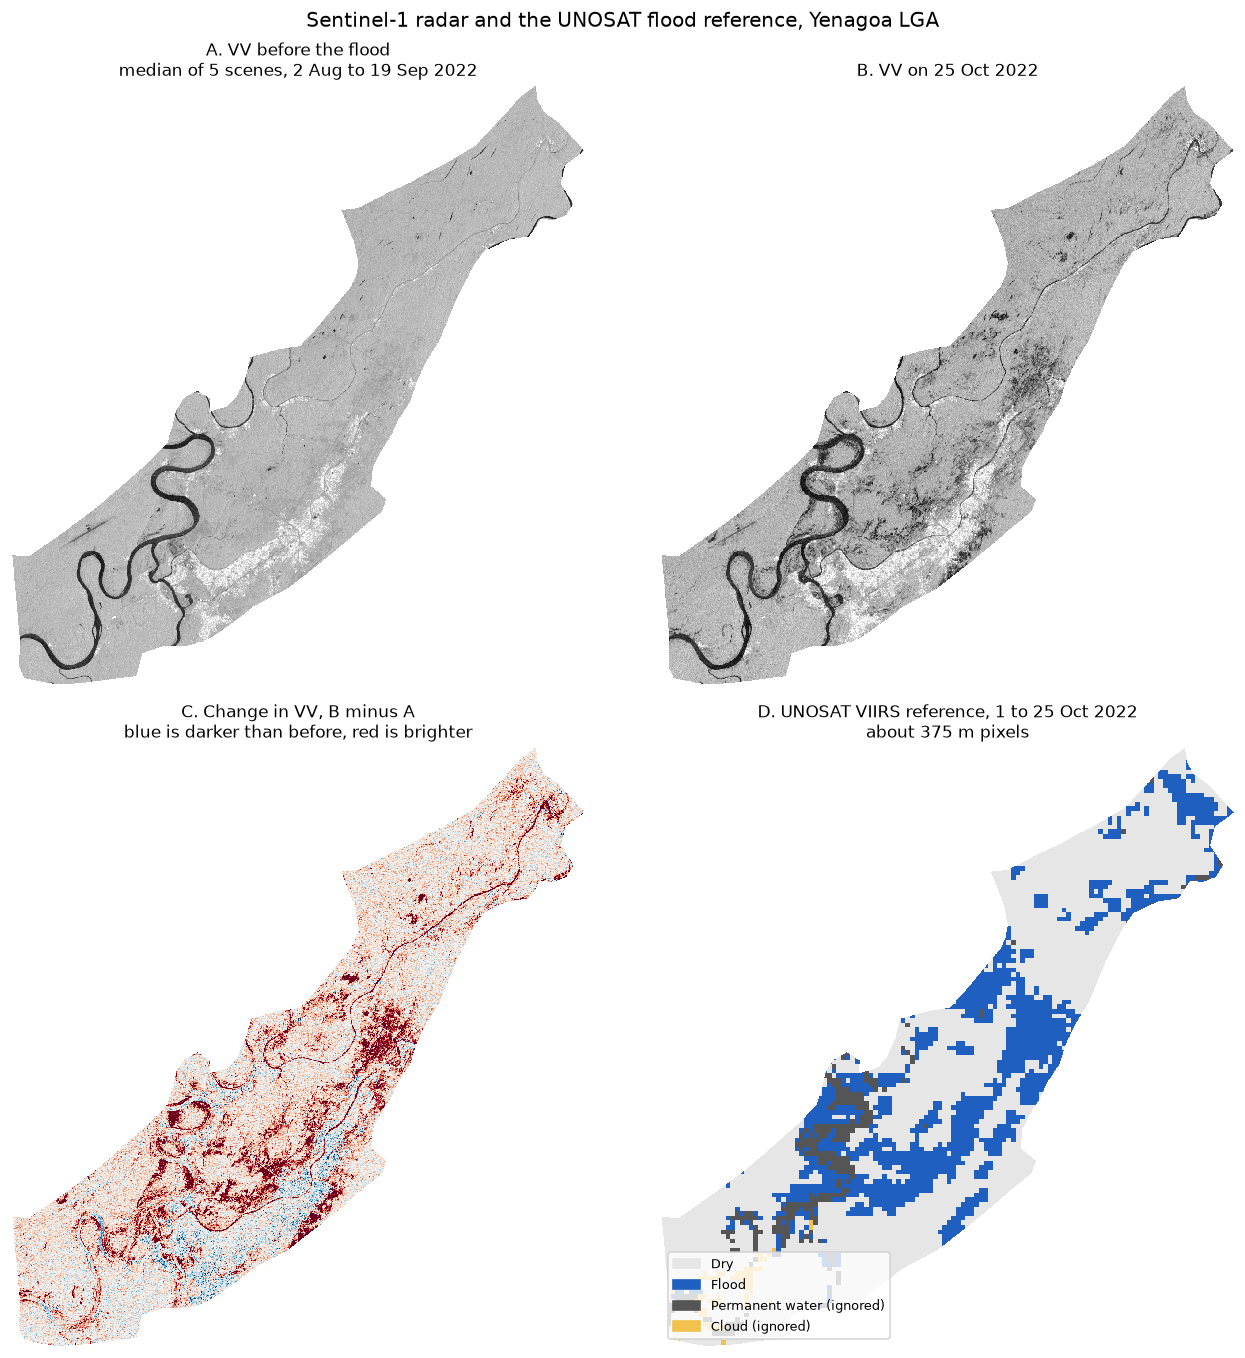 Sentinel-1 radar and the UNOSAT flood reference, Yenagoa LGA
A. VV before the flood
median of 5 scenes, 2 Aug to 19 Sep 2022
B. VV on 25 Oct 2022
C. Change in VV, B minus A
blue is darker than before, red is brighter
D. UNOSAT VIIRS reference, 1 to 25 Oct 2022
about 375 m pixels
Dry
Flood
Permanent water (ignored)
Cloud (ignored)